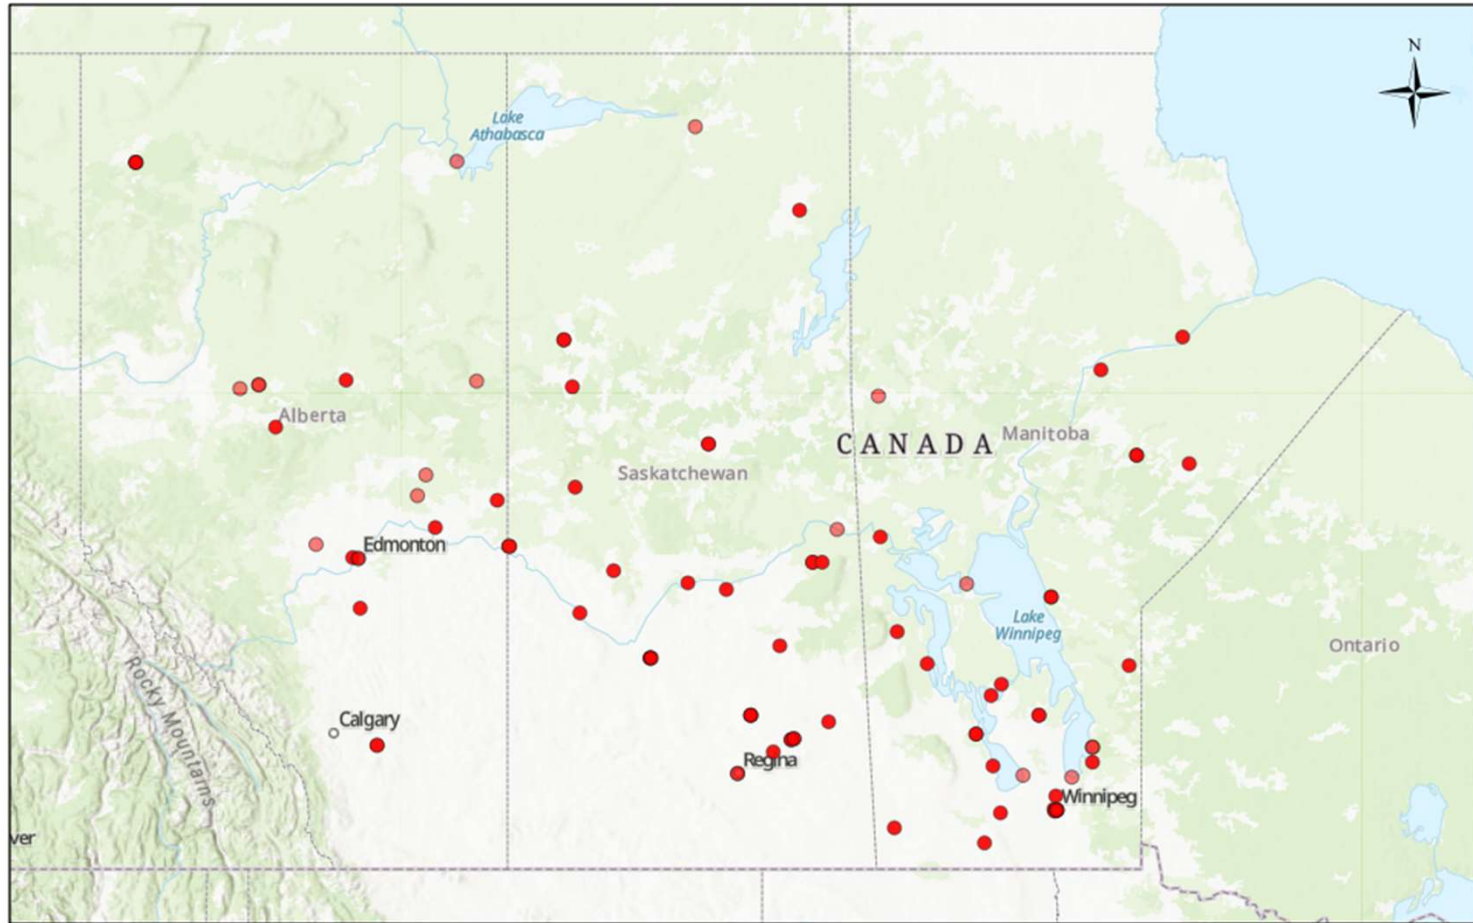 N
Lake
Athabasca
Alberta
CANADA
Manitoba
Saskatchewan
Edmonton
Lake
Winnipeg
Ontario
Rocky Mountains
Calgary
Regina
Winnipeg
ver